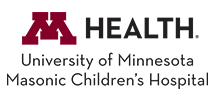 M HEALTH.
University of Minnesota
Masonic Children's Hospital